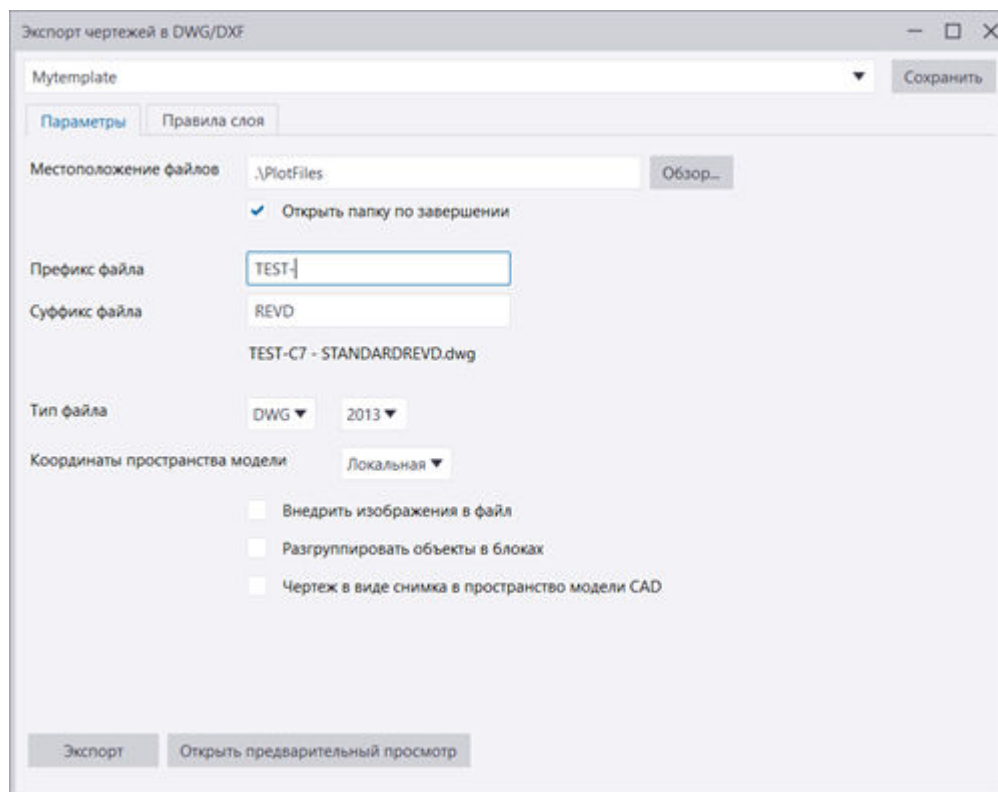 Экспорт чертежей в DWG/DXF
Mytemplate
Сохранить
Параметры
Правила слоя
Местоположение файлов
.\PlotFiles
Обзор...
Открыть папку по завершении
Префикс файла
TEST-
Суффикс файла
REVD
TEST-C7 - STANDARDREVD.dwg
Тип файла
DWG
2013
Координаты пространства модели
Локальная
Внедрить изображения в файл
Разгруппировать объекты в блоках
Чертеж в виде снимка в пространство модели CAD
Экспорт
Открыть предварительный просмотр